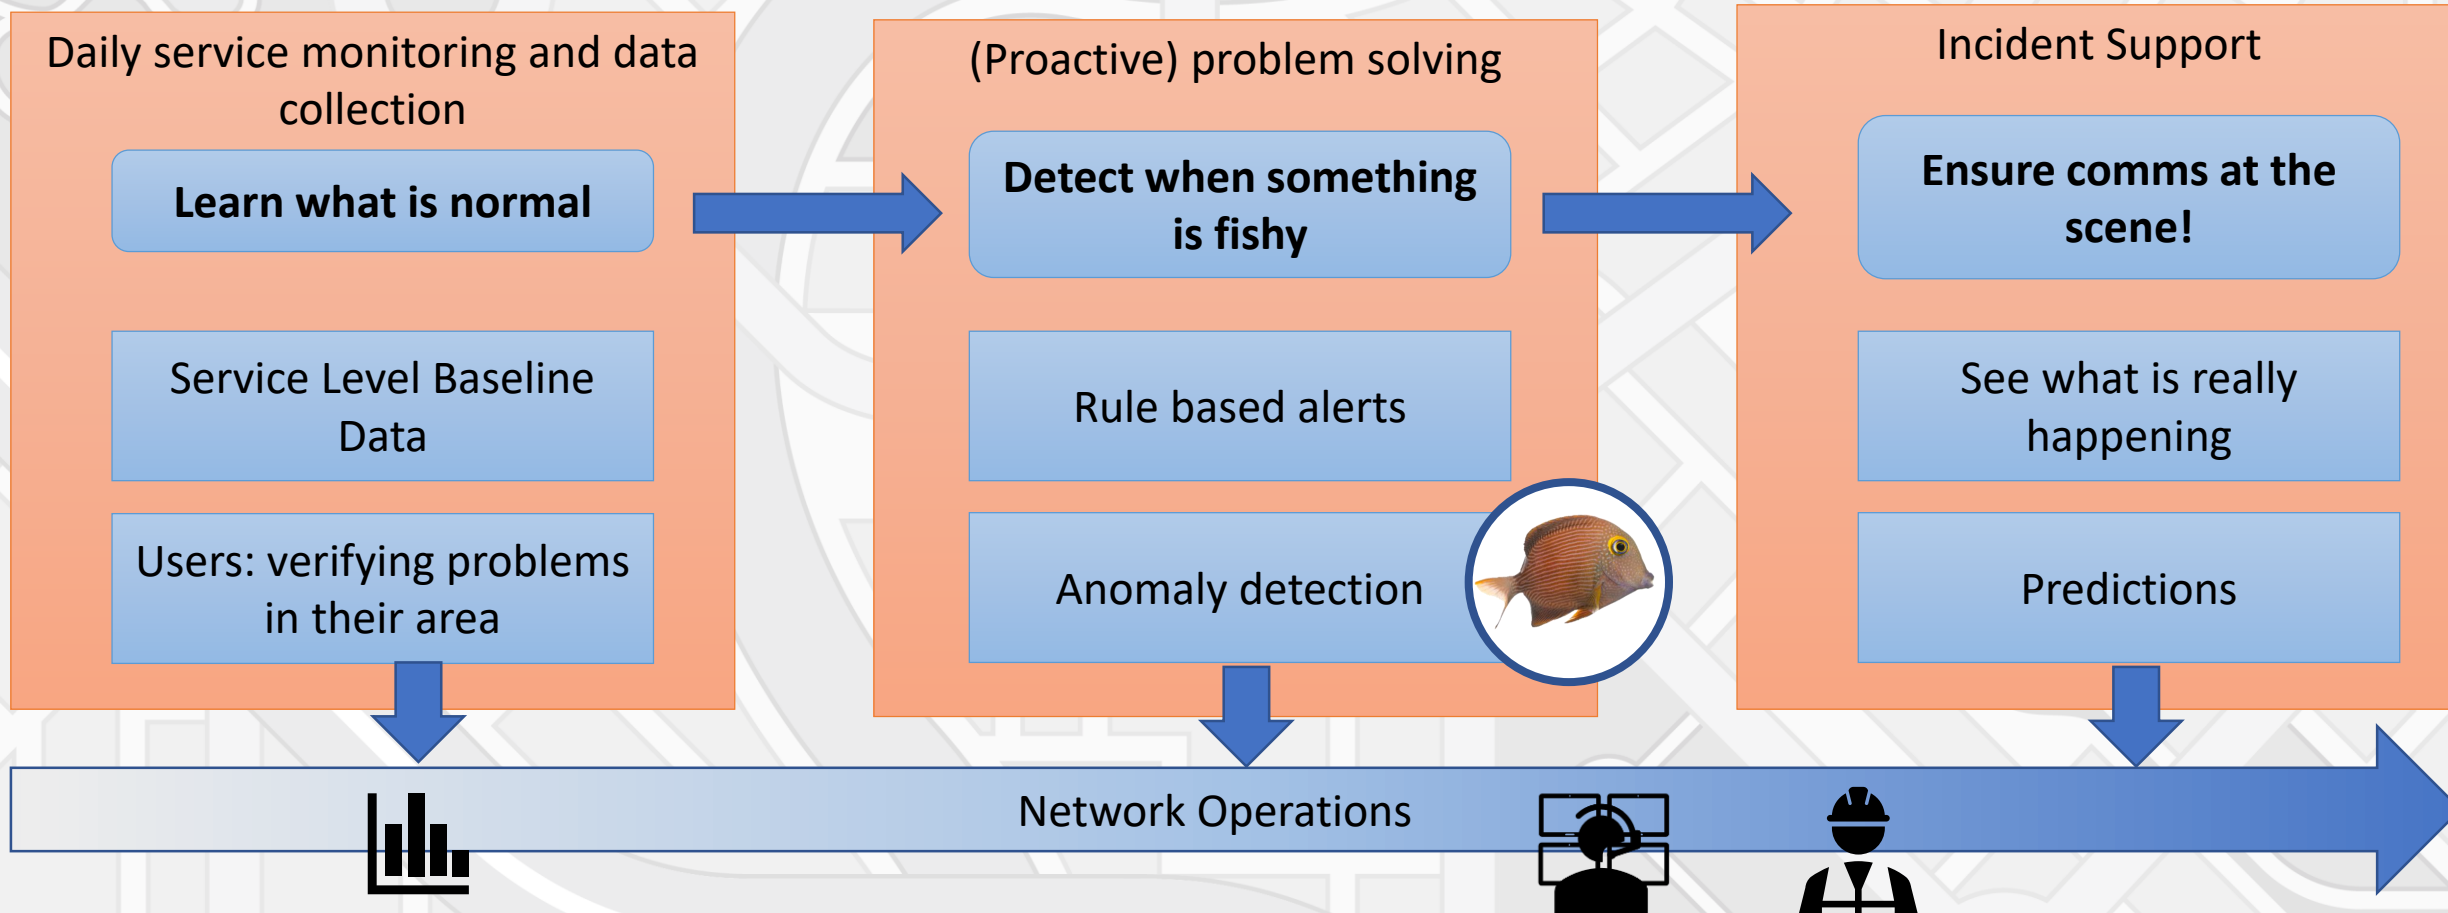 Daily service monitoring and data
collection
Learn what is normal
Service Level Baseline
Data
Users: verifying problems
in their area
(Proactive) problem solving
Detect when something
is fishy
Rule based alerts
Anomaly detection
Incident Support
Ensure comms at the
scene!
See what is really
happening
Predictions
Network Operations